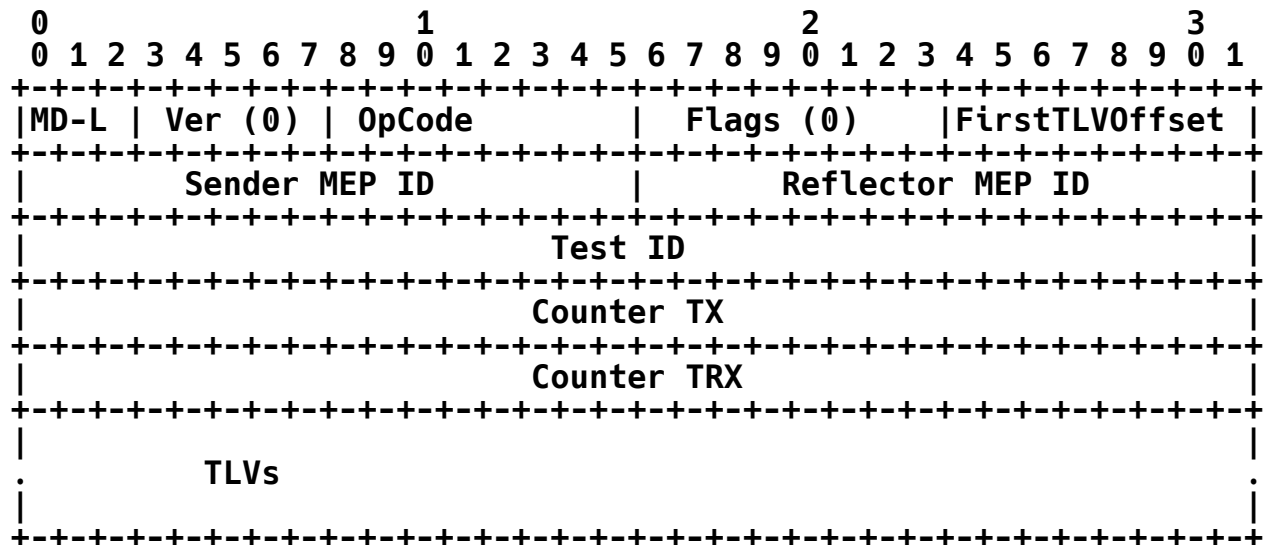 0                   1                   2                   3
 0 1 2 3 4 5 6 7 8 9 0 1 2 3 4 5 6 7 8 9 0 1 2 3 4 5 6 7 8 9 0 1
+-+-+-+-+-+-+-+-+-+-+-+-+-+-+-+-+-+-+-+-+-+-+-+-+-+-+-+-+-+-+-+-+
|MD-L | Ver (0) | OpCode        |  Flags (0)    |FirstTLVOffset |
+-+-+-+-+-+-+-+-+-+-+-+-+-+-+-+-+-+-+-+-+-+-+-+-+-+-+-+-+-+-+-+-+
|        Sender MEP ID          |       Reflector MEP ID        |
+-+-+-+-+-+-+-+-+-+-+-+-+-+-+-+-+-+-+-+-+-+-+-+-+-+-+-+-+-+-+-+-+
|                           Test ID                             |
+-+-+-+-+-+-+-+-+-+-+-+-+-+-+-+-+-+-+-+-+-+-+-+-+-+-+-+-+-+-+-+-+
|                          Counter TX                           |
+-+-+-+-+-+-+-+-+-+-+-+-+-+-+-+-+-+-+-+-+-+-+-+-+-+-+-+-+-+-+-+-+
|                          Counter TRX                          |
+-+-+-+-+-+-+-+-+-+-+-+-+-+-+-+-+-+-+-+-+-+-+-+-+-+-+-+-+-+-+-+-+
|                                                               |
.         TLVs                                                  .
|                                                               |
+-+-+-+-+-+-+-+-+-+-+-+-+-+-+-+-+-+-+-+-+-+-+-+-+-+-+-+-+-+-+-+-+